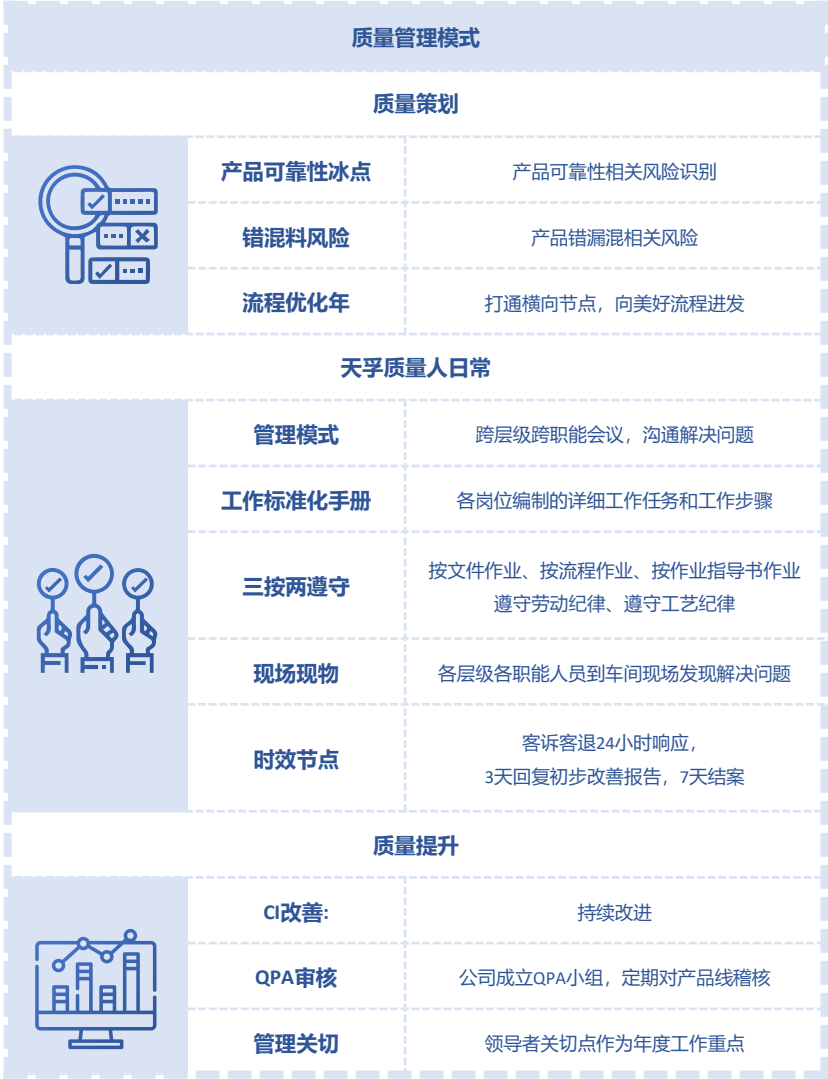 质量管理模式
质量策划
产品可靠性冰点
产品可靠性相关风险识别
错混料风险
产品错漏混相关风险
流程优化年
打通横向节点，向美好流程进发
天孚质量人日常
管理模式
跨层级跨职能会议，沟通解决问题
工作标准化手册
各岗位编制的详细工作任务和工作步骤
三按两遵守
按文件作业、按流程作业、按作业指导书作业
遵守劳动纪律、遵守工艺纪律
现场现物
各层级各职能人员到车间现场发现解决问题
时效节点
客诉客退24小时响应，
3天回复初步改善报告，7天结案
质量提升
CI改善:
持续改进
QPA审核
公司成立QPA小组，定期对产品线稽核
管理关切
领导者关切点作为年度工作重点